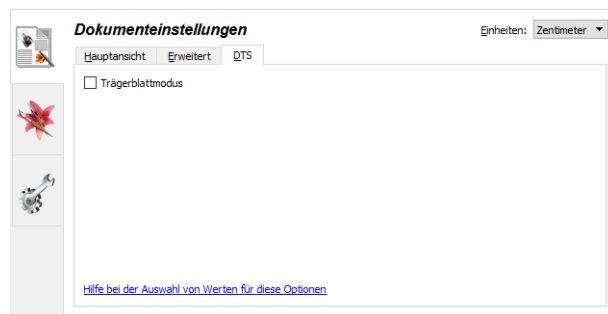 Dokumenteinstellungen
Einheiten: Zentimeter
Hauptansicht Erweitert DTS
Trägerblattmodus
Hilfe bei der Auswahl von Werten für diese Optionen